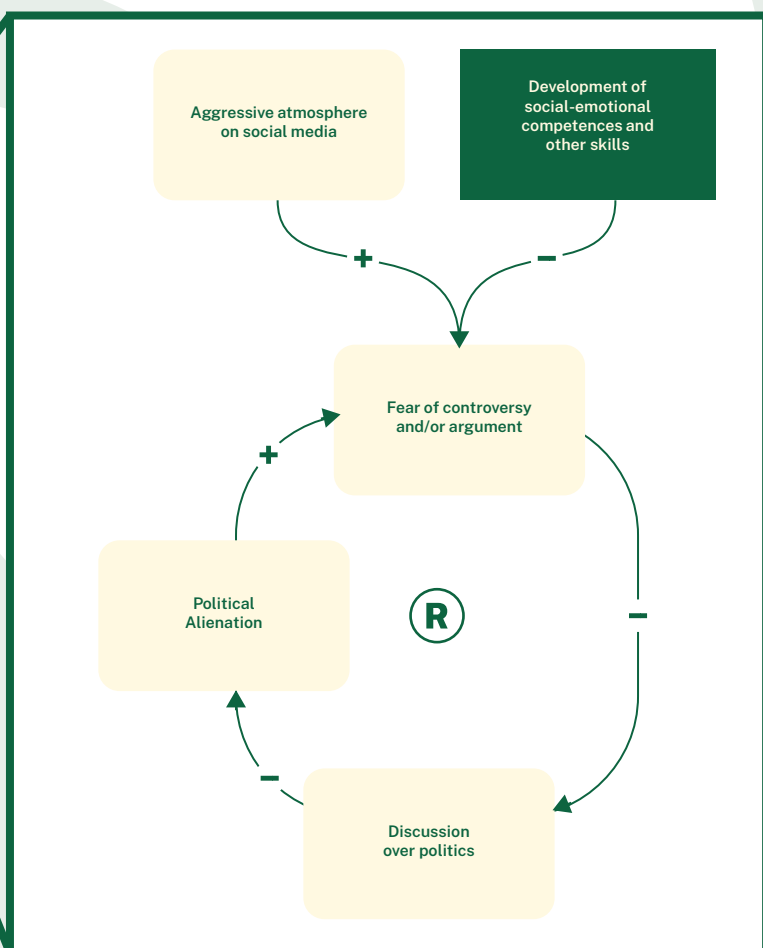 Aggressive atmosphere
on social media
Development of
social-emotional
competences and
other skills
+
−
Fear of controversy
and/or argument
+
Political
Alienation
R
−
−
Discussion
over politics